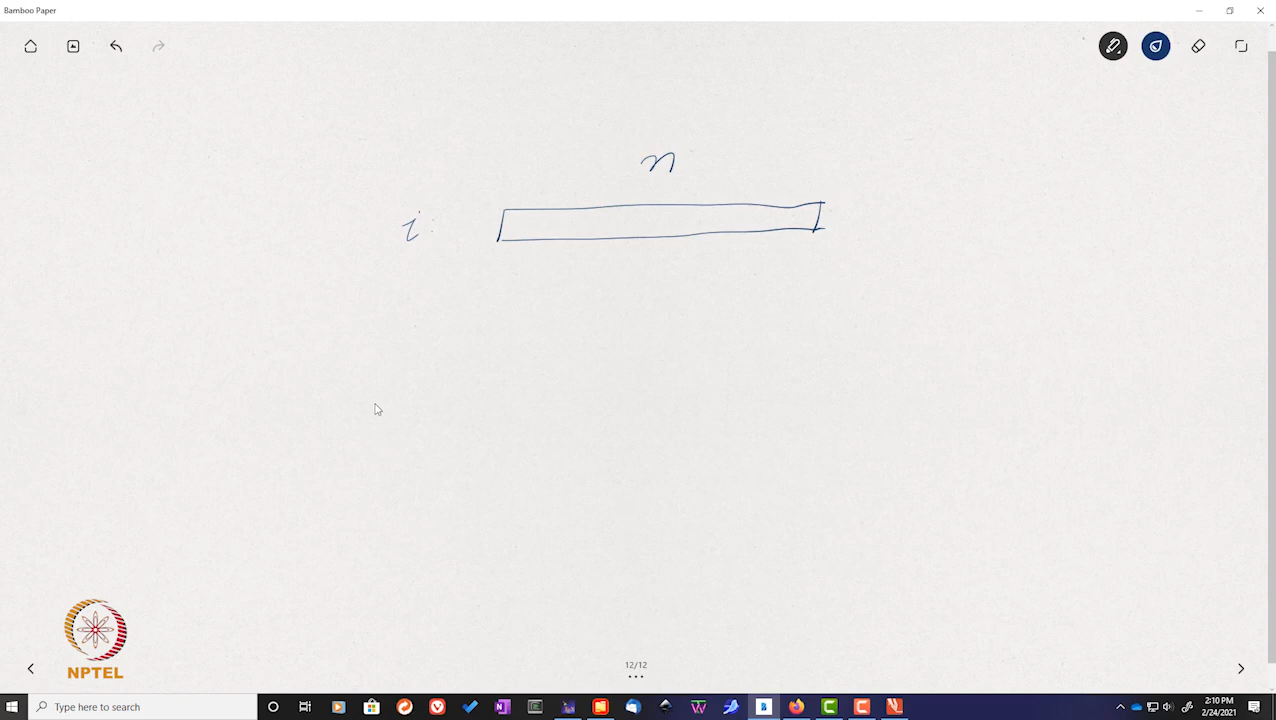 Bamboo Paper
n
i :
NPTEL
12/12
Type here to search
2:10 PM
2/24/2021